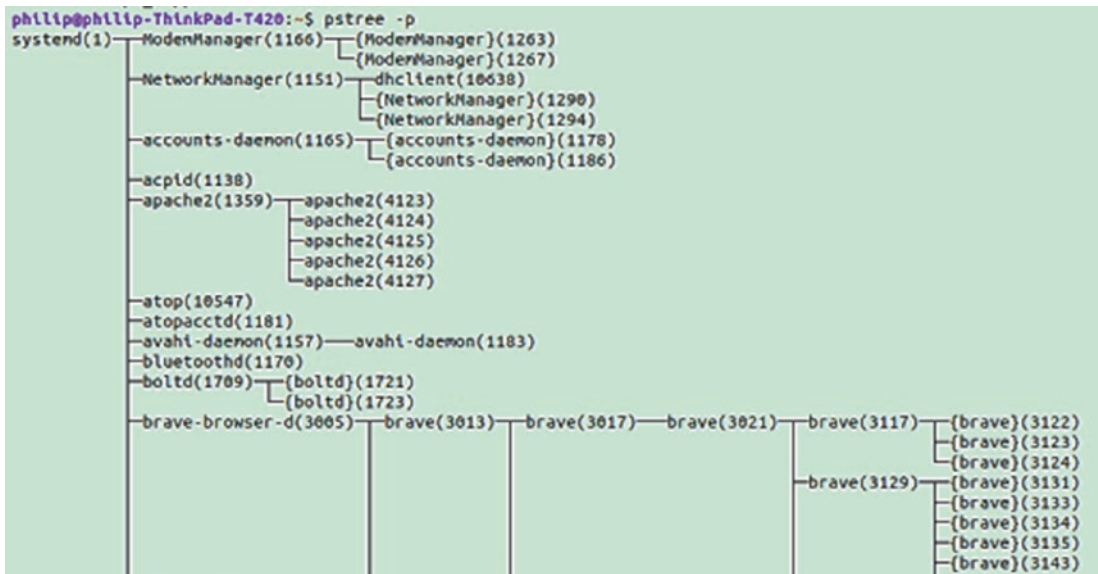 philip@philip-ThinkPad-T420:~$ pstree -p
systemd(1)─┬─ModemManager(1166)─┬─{ModemManager}(1263)
└─{ModemManager}(1267)
├─NetworkManager(1151)─┬─dhclient(10638)
├─{NetworkManager}(1290)
└─{NetworkManager}(1294)
├─accounts-daemon(1165)─┬─{accounts-daemon}(1178)
└─{accounts-daemon}(1186)
├─acpid(1138)
├─apache2(1359)─┬─apache2(4123)
├─apache2(4124)
├─apache2(4125)
├─apache2(4126)
└─apache2(4127)
├─atop(10547)
├─atopacctd(1181)
├─avahi-daemon(1157)───avahi-daemon(1183)
├─bluetoothd(1170)
├─boltd(1709)─┬─{boltd}(1721)
└─{boltd}(1723)
├─brave-browser-d(3005)─┬─brave(3013)─┬─brave(3017)───brave(3021)─┬─brave(3117)─┬─{brave}(3122)
├─{brave}(3123)
└─{brave}(3124)
├─brave(3129)─┬─{brave}(3131)
├─{brave}(3133)
├─{brave}(3134)
├─{brave}(3135)
├─{brave}(3143)